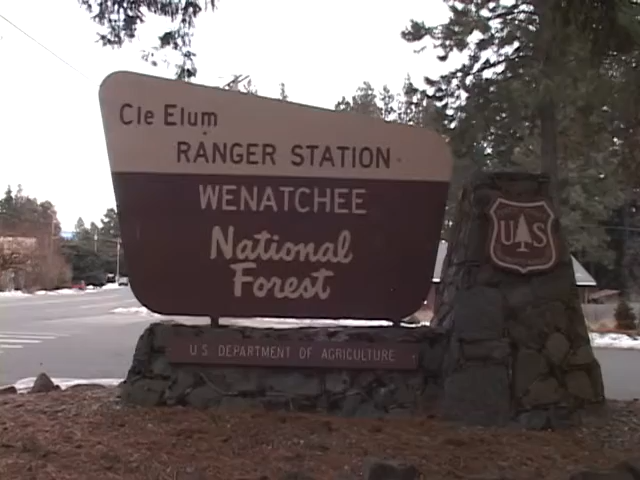 Cle Elum
RANGER STATION
WENATCHEE
National
Forest
U.S. DEPARTMENT OF AGRICULTURE
US